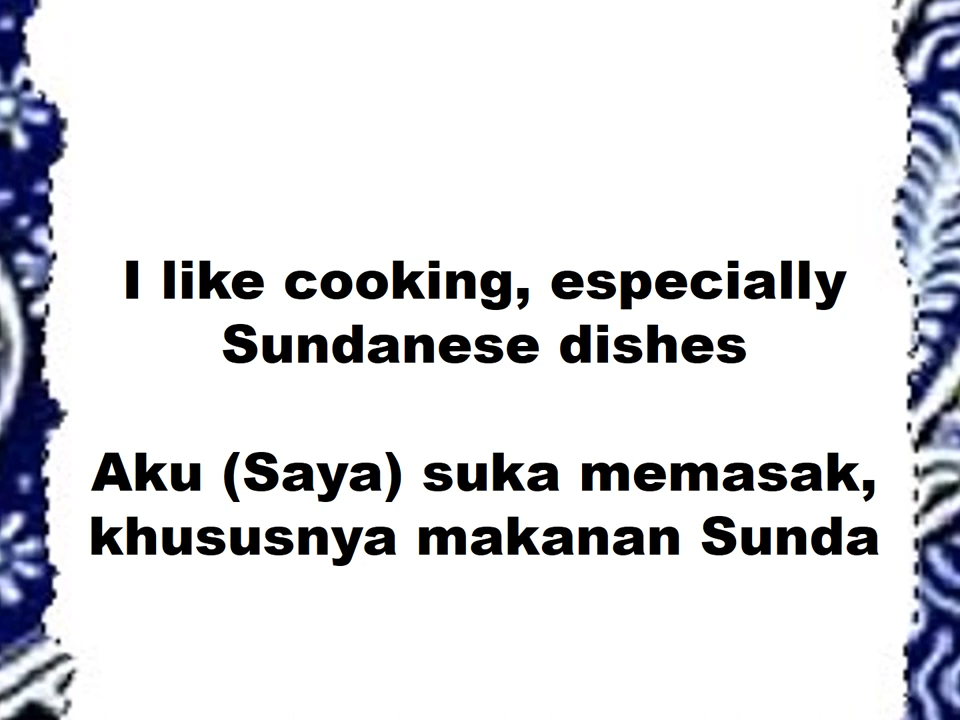 I like cooking, especially
Sundanese dishes
Aku (Saya) suka memasak,
khususnya makanan Sunda